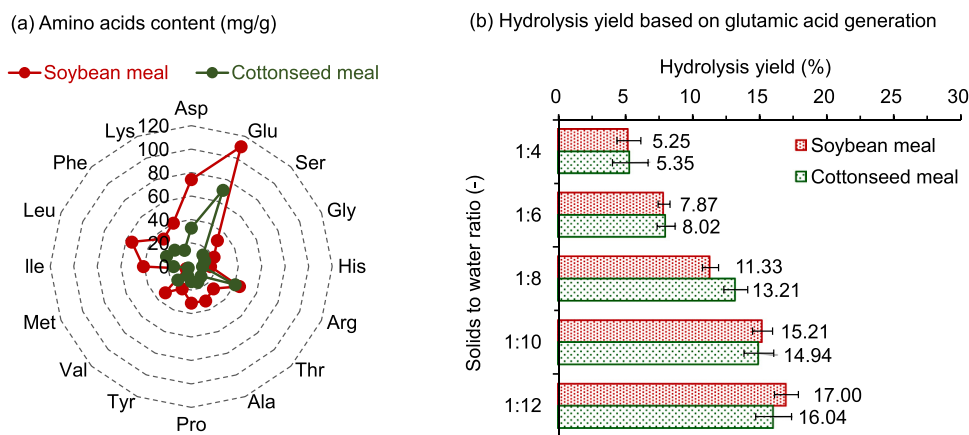 (a) Amino acids content (mg/g)
Soybean meal
Cottonseed meal
Asp
Glu
Ser
Gly
His
Arg
Thr
Ala
Pro
Tyr
Val
Met
Ile
Leu
Phe
Lys
120
100
80
60
40
20
0
(b) Hydrolysis yield based on glutamic acid generation
Hydrolysis yield (%)
0 5 10 15 20 25 30
Solids to water ratio (-)
Soybean meal
Cottonseed meal
1:4
5.25
5.35
1:6
7.87
8.02
1:8
11.33
13.21
1:10
15.21
14.94
1:12
17.00
16.04